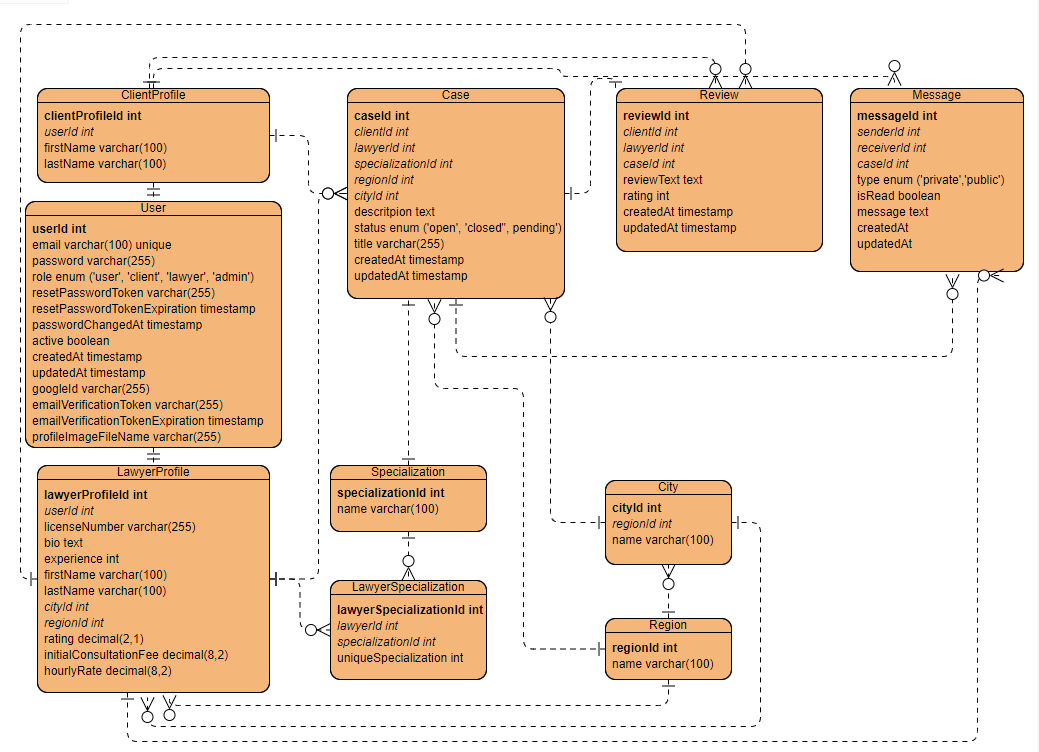 ClientProfile
clientProfileId int
userId int
firstName varchar(100)
lastName varchar(100)
User
userId int
email varchar(100) unique
password varchar(255)
role enum ('user', 'client', 'lawyer', 'admin')
resetPasswordToken varchar(255)
resetPasswordTokenExpiration timestamp
passwordChangedAt timestamp
active boolean
createdAt timestamp
updatedAt timestamp
googleId varchar(255)
emailVerificationToken varchar(255)
emailVerificationTokenExpiration timestamp
profileImageFileName varchar(255)
LawyerProfile
lawyerProfileId int
userId int
licenseNumber varchar(255)
bio text
experience int
firstName varchar(100)
lastName varchar(100)
cityId int
regionId int
rating decimal(2,1)
initialConsultationFee decimal(8,2)
hourlyRate decimal(8,2)
Case
caseId int
clientId int
lawyerId int
specializationId int
regionId int
cityId int
descritpion text
status enum ('open', 'closed", pending')
title varchar(255)
createdAt timestamp
updatedAt timestamp
Specialization
specializationId int
name varchar(100)
LawyerSpecialization
lawyerSpecializationId int
lawyerId int
specializationId int
uniqueSpecialization int
Review
reviewId int
clientId int
lawyerId int
caseId int
reviewText text
rating int
createdAt timestamp
updatedAt timestamp
City
cityId int
regionId int
name varchar(100)
Region
regionId int
name varchar(100)
Message
messageId int
senderId int
receiverId int
caseId int
type enum ('private','public')
isRead boolean
message text
createdAt
updatedAt